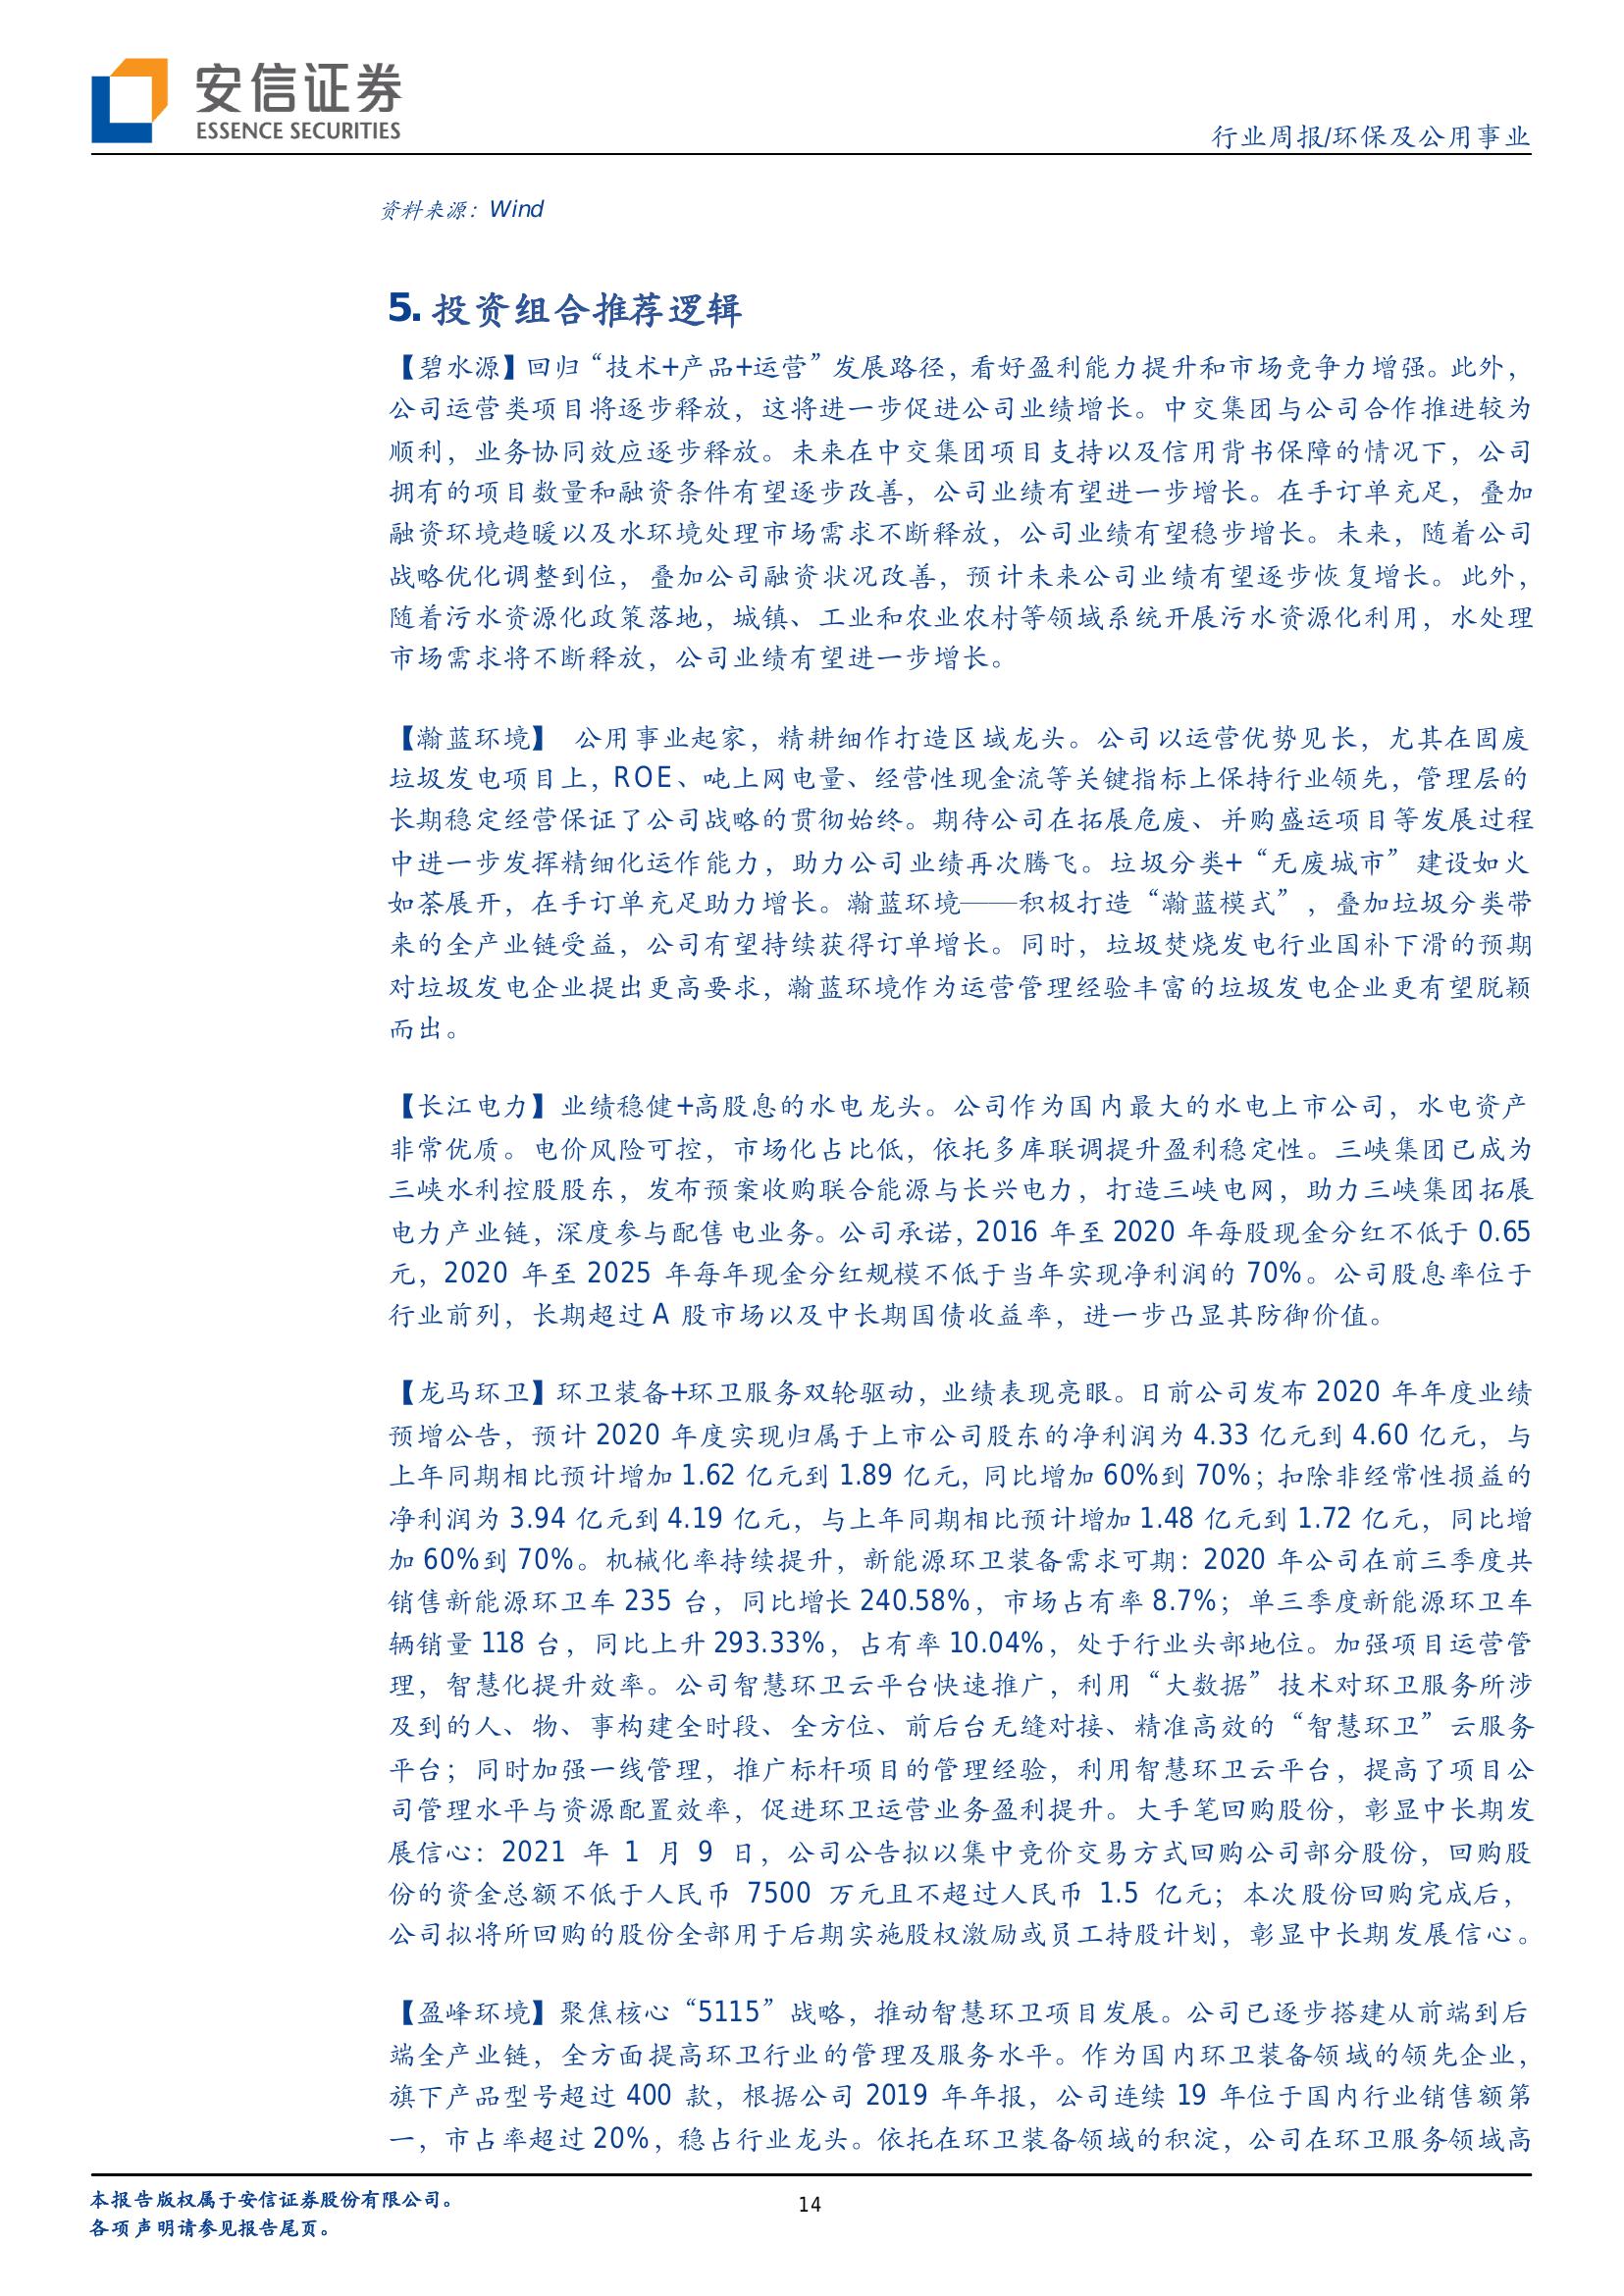 安信证券
ESSENCE SECURITIES
行业周报/环保及公用事业
资料来源：Wind
5. 投资组合推荐逻辑
【碧水源】回归“技术+产品+运营”发展路径，看好盈利能力提升和市场竞争力增强。此外，
公司运营类项目将逐步释放，这将进一步促进公司业绩增长。中交集团与公司合作推进较为
顺利，业务协同效应逐步释放。未来在中交集团项目支持以及信用背书保障的情况下，公司
拥有的项目数量和融资条件有望逐步改善，公司业绩有望进一步增长。在手订单充足，叠加
融资环境趋暖以及水环境处理市场需求不断释放，公司业绩有望稳步增长。未来，随着公司
战略优化调整到位，叠加公司融资状况改善，预计未来公司业绩有望逐步恢复增长。此外，
随着污水资源化政策落地，城镇、工业和农业农村等领域系统开展污水资源化利用，水处理
市场需求将不断释放，公司业绩有望进一步增长。
【瀚蓝环境】 公用事业起家，精耕细作打造区域龙头。公司以运营优势见长，尤其在固废
垃圾发电项目上，ROE、吨上网电量、经营性现金流等关键指标上保持行业领先，管理层的
长期稳定经营保证了公司战略的贯彻始终。期待公司在拓展危废、并购盛运项目等发展过程
中进一步发挥精细化运作能力，助力公司业绩再次腾飞。垃圾分类+“无废城市”建设如火
如荼展开，在手订单充足助力增长。瀚蓝环境——积极打造“瀚蓝模式”，叠加垃圾分类带
来的全产业链受益，公司有望持续获得订单增长。同时，垃圾焚烧发电行业国补下滑的预期
对垃圾发电企业提出更高要求，瀚蓝环境作为运营管理经验丰富的垃圾发电企业更有望脱颖
而出。
【长江电力】业绩稳健+高股息的水电龙头。公司作为国内最大的水电上市公司，水电资产
非常优质。电价风险可控，市场化占比低，依托多库联调提升盈利稳定性。三峡集团已成为
三峡水利控股股东，发布预案收购联合能源与长兴电力，打造三峡电网，助力三峡集团拓展
电力产业链，深度参与配售电业务。公司承诺，2016 年至 2020 年每股现金分红不低于 0.65
元，2020 年至 2025 年每年现金分红规模不低于当年实现净利润的 70%。公司股息率位于
行业前列，长期超过 A 股市场以及中长期国债收益率，进一步凸显其防御价值。
【龙马环卫】环卫装备+环卫服务双轮驱动，业绩表现亮眼。日前公司发布 2020 年年度业绩
预增公告，预计 2020 年度实现归属于上市公司股东的净利润为 4.33 亿元到 4.60 亿元，与
上年同期相比预计增加 1.62 亿元到 1.89 亿元，同比增加 60%到 70%；扣除非经常性损益的
净利润为 3.94 亿元到 4.19 亿元，与上年同期相比预计增加 1.48 亿元到 1.72 亿元，同比增
加 60%到 70%。机械化率持续提升，新能源环卫装备需求可期：2020 年公司在前三季度共
销售新能源环卫车 235 台，同比增长 240.58%，市场占有率 8.7%；单三季度新能源环卫车
辆销量 118 台，同比上升 293.33%，占有率 10.04%，处于行业头部地位。加强项目运营管
理，智慧化提升效率。公司智慧环卫云平台快速推广，利用“大数据”技术对环卫服务所涉
及到的人、物、事构建全时段、全方位、前后台无缝对接、精准高效的“智慧环卫”云服务
平台；同时加强一线管理，推广标杆项目的管理经验，利用智慧环卫云平台，提高了项目公
司管理水平与资源配置效率，促进环卫运营业务盈利提升。大手笔回购股份，彰显中长期发
展信心：2021 年 1 月 9 日，公司公告拟以集中竞价交易方式回购公司部分股份，回购股
份的资金总额不低于人民币 7500 万元且不超过人民币 1.5 亿元；本次股份回购完成后，
公司拟将所回购的股份全部用于后期实施股权激励或员工持股计划，彰显中长期发展信心。
【盈峰环境】聚焦核心“5115”战略，推动智慧环卫项目发展。公司已逐步搭建从前端到后
端全产业链，全方面提高环卫行业的管理及服务水平。作为国内环卫装备领域的领先企业，
旗下产品型号超过 400 款，根据公司 2019 年年报，公司连续 19 年位于国内行业销售额第
一，市占率超过 20%，稳占行业龙头。依托在环卫装备领域的积淀，公司在环卫服务领域高
本报告版权属于安信证券股份有限公司。
14
各项声明请参见报告尾页。